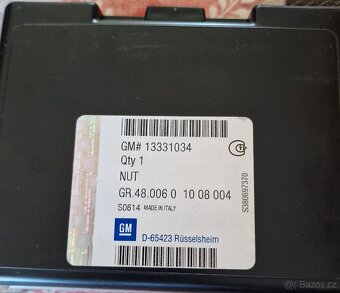 GM# 13331034
Qty 1
NUT
GR.48.006 0 10 08 004
S0614 MADE IN ITALY
GM
D-65423 Rüsselsheim
S380697370
Bazos.cz